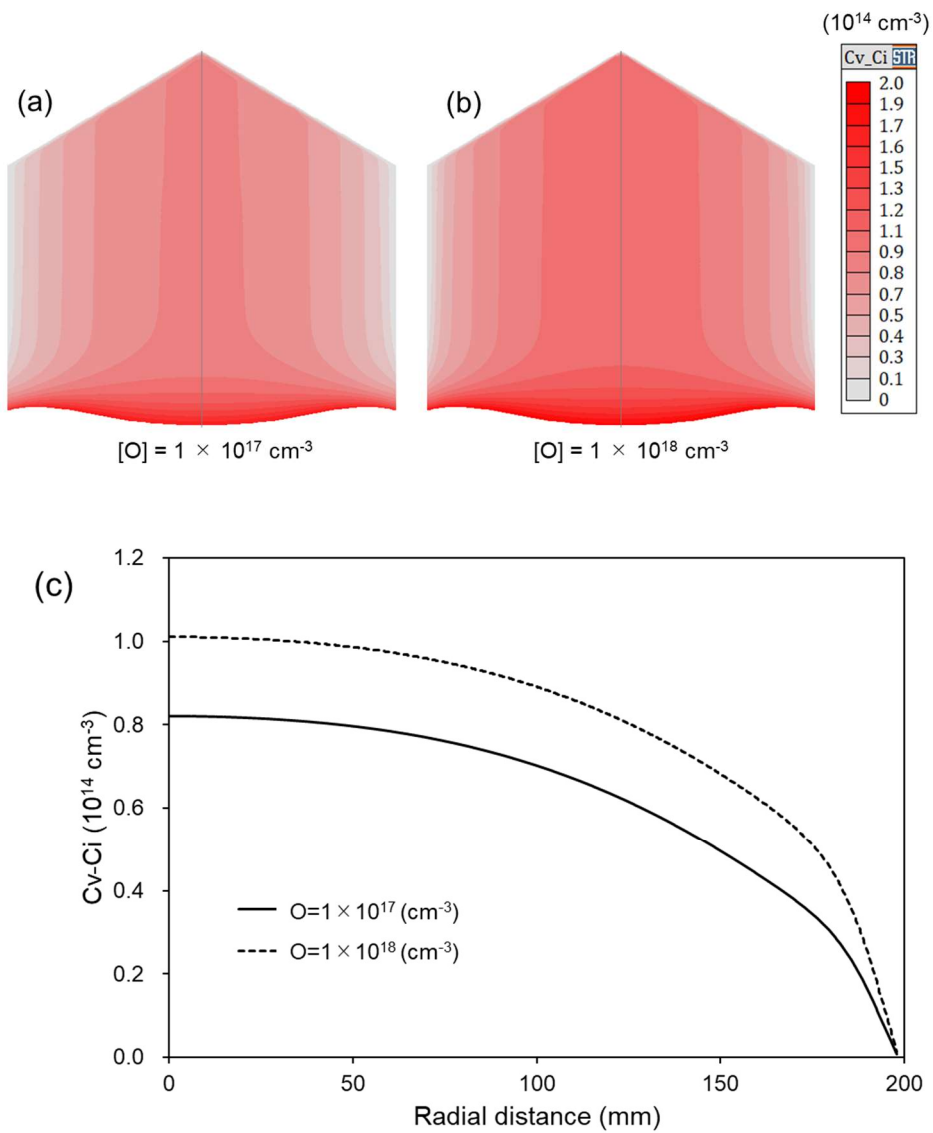 (10¹⁴ cm⁻³)
(a)
(b)
Cv_Ci STR
2.0
1.9
1.7
1.6
1.5
1.3
1.2
1.1
0.9
0.8
0.7
0.5
0.4
0.3
0.1
0
[O] = 1 × 10¹⁷ cm⁻³
[O] = 1 × 10¹⁸ cm⁻³
(c)
1.2
1.0
0.8
0.6
0.4
0.2
0.0
Cv-Ci (10¹⁴ cm⁻³)
O=1×10¹⁷(cm⁻³)
O=1×10¹⁸(cm⁻³)
0 50 100 150 200
Radial distance (mm)